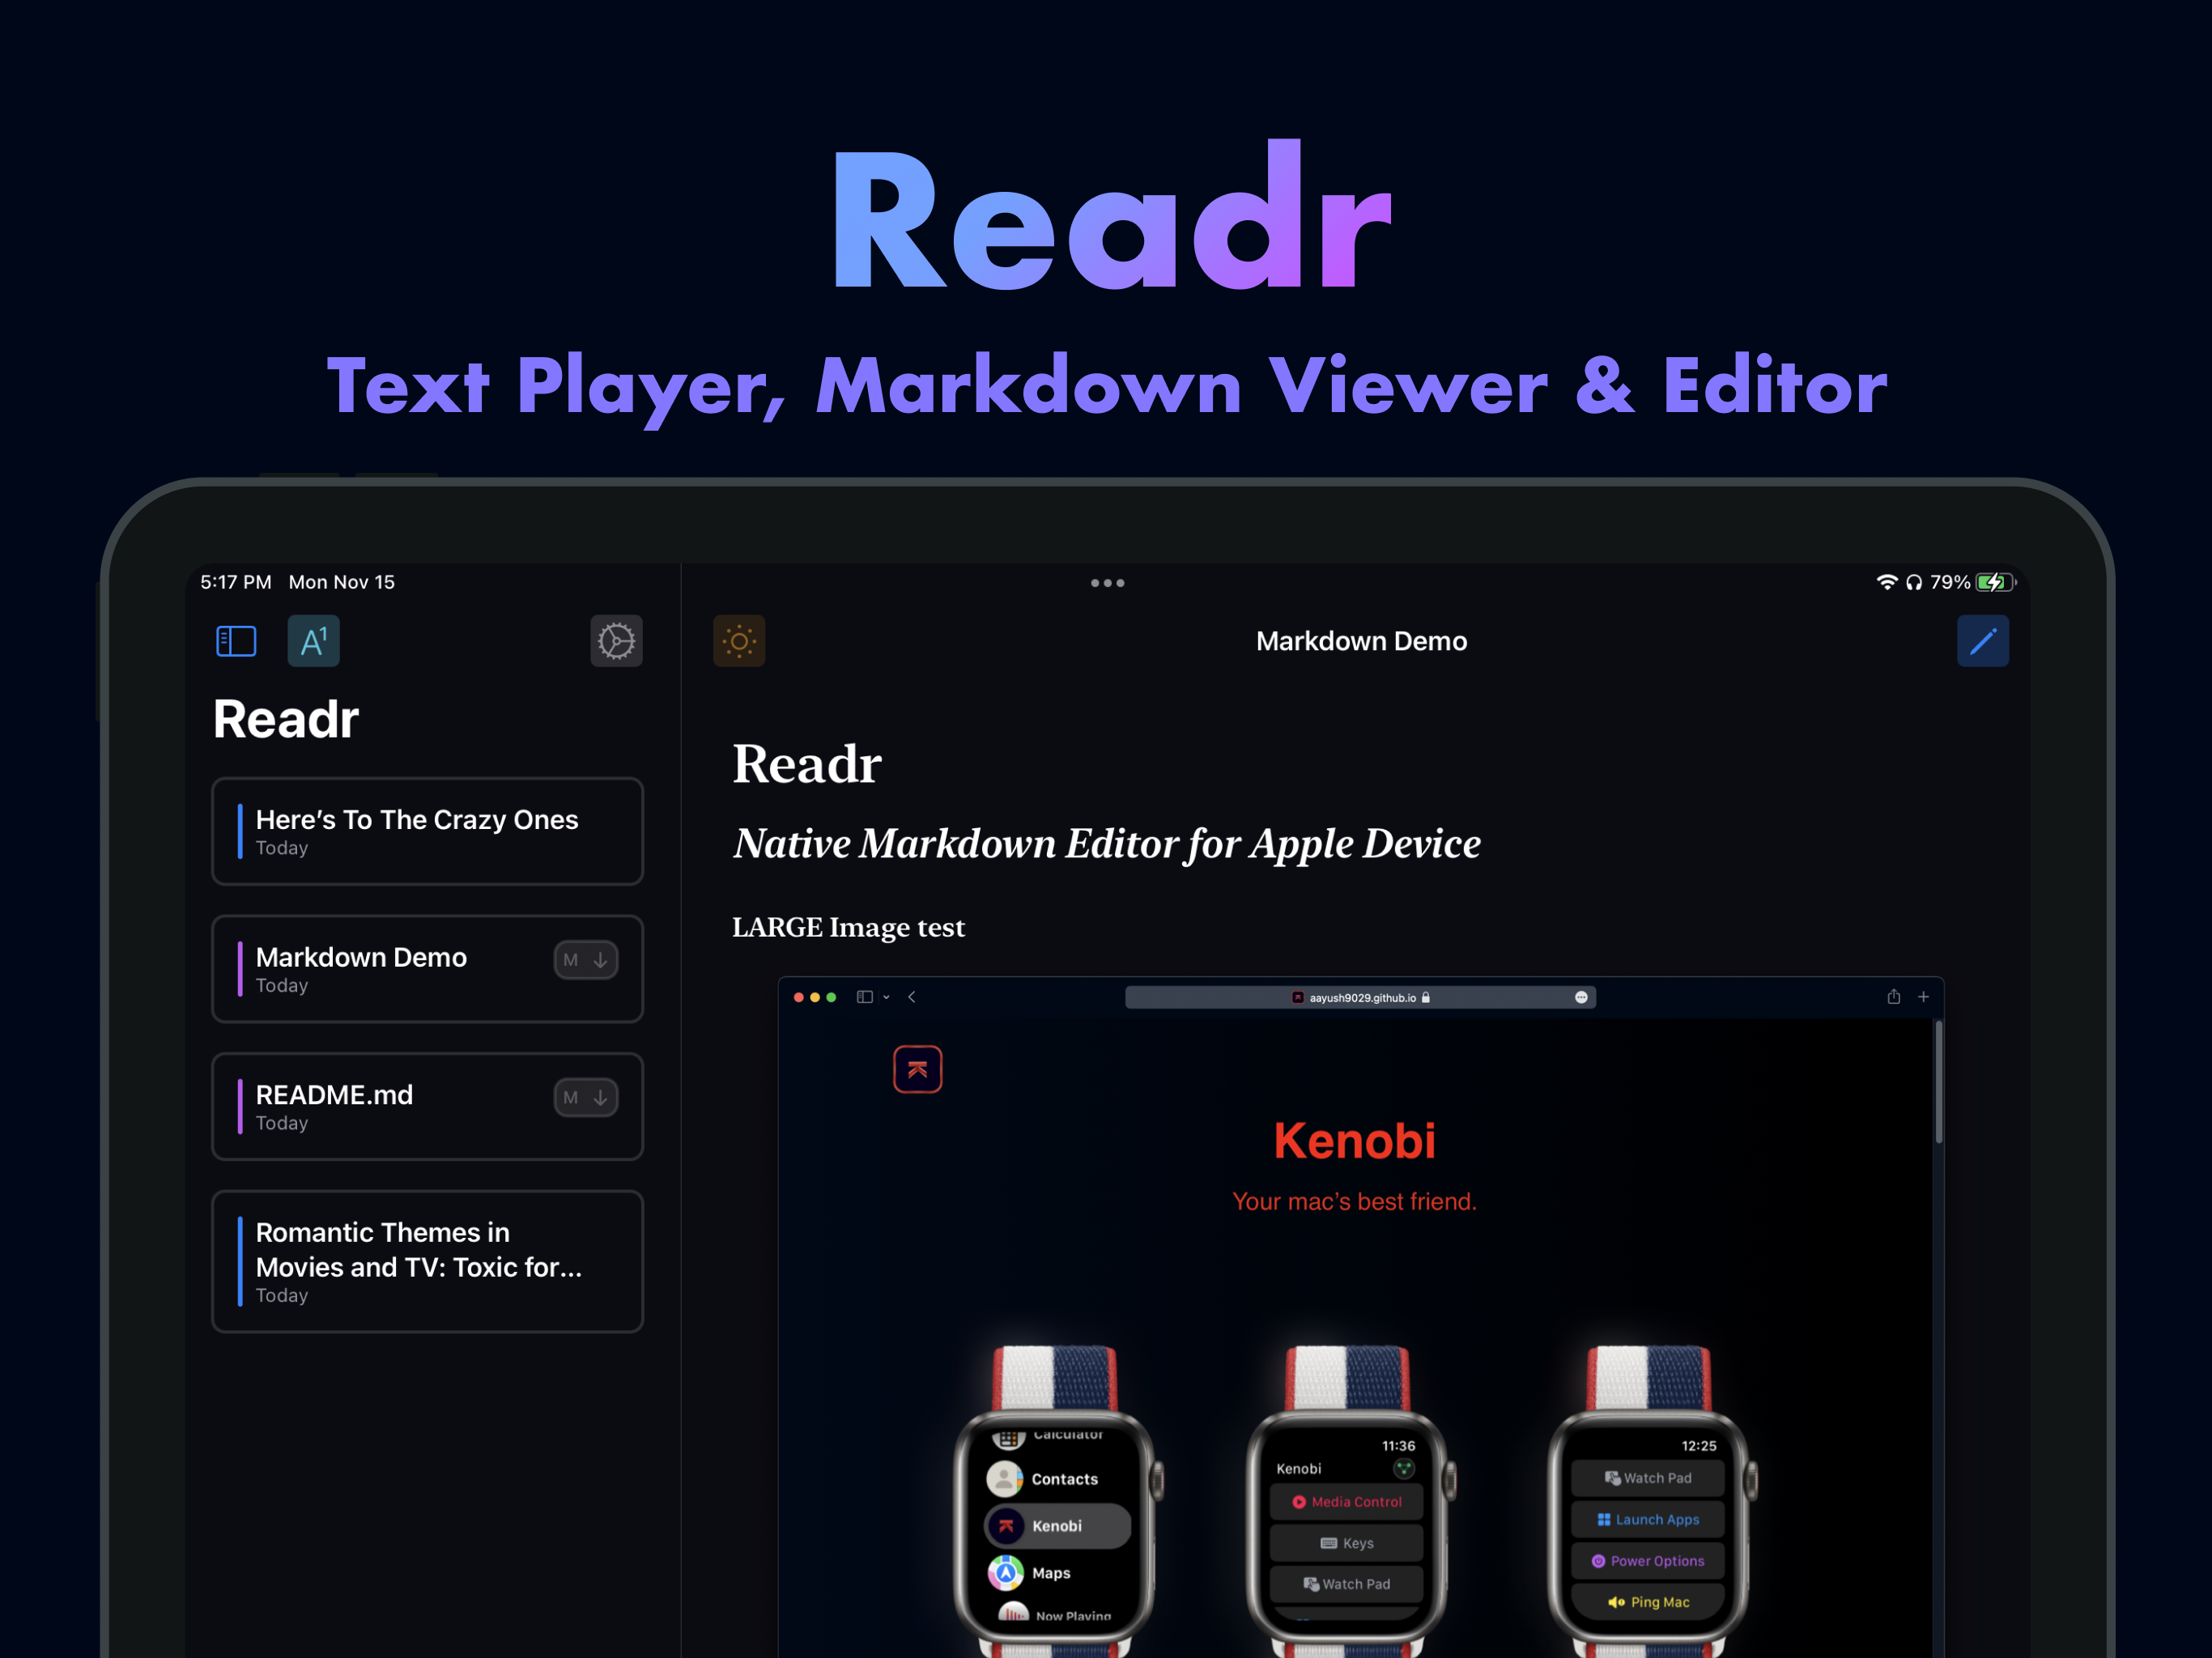 Readr
Text Player, Markdown Viewer & Editor
5:17 PM Mon Nov 15
79%
A1
Readr
Here’s To The Crazy Ones
Today
Markdown Demo
Today
M
README.md
Today
M
Romantic Themes in
Movies and TV: Toxic for...
Today
Markdown Demo
Readr
Native Markdown Editor for Apple Device
LARGE Image test
aayush9029.github.io
Kenobi
Your mac’s best friend.
Calculator
Contacts
Kenobi
Maps
Now Playing
11:36
Kenobi
Media Control
Keys
Watch Pad
12:25
Watch Pad
Launch Apps
Power Options
Ping Mac